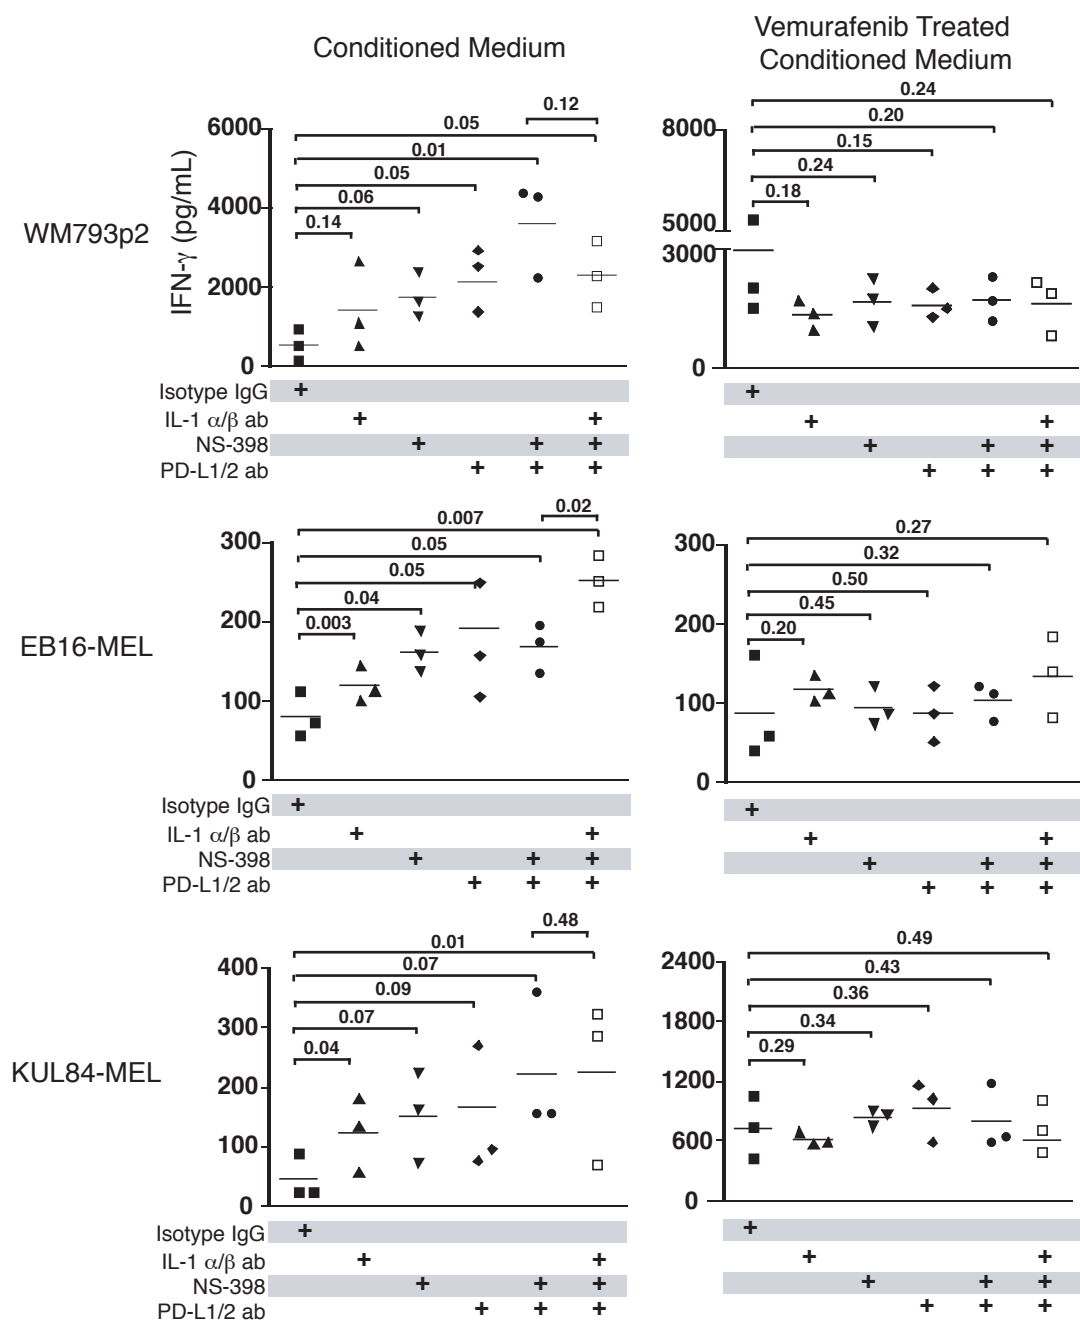 Conditioned Medium
Vemurafenib Treated
Conditioned Medium
WM793p2
IFN-γ (pg/mL)
6000
4000
2000
0
0.12
0.05
0.01
0.05
0.06
0.14
8000
5000
3000
0
0.24
0.20
0.15
0.24
0.18
Isotype IgG +
+
IL-1 α/β ab + +
+ +
NS-398 + + +
+ + +
PD-L1/2 ab + + +
+ + +
EB16-MEL
300
200
100
0
0.02
0.007
0.05
0.05
0.04
0.003
300
200
100
0
0.27
0.32
0.50
0.45
0.20
Isotype IgG +
+
IL-1 α/β ab + +
+ +
NS-398 + + +
+ + +
PD-L1/2 ab + + +
+ + +
KUL84-MEL
400
300
200
100
0
0.48
0.01
0.07
0.09
0.07
0.04
2400
1800
1200
600
0
0.49
0.43
0.36
0.34
0.29
Isotype IgG +
+
IL-1 α/β ab + +
+ +
NS-398 + + +
+ + +
PD-L1/2 ab + + +
+ + +